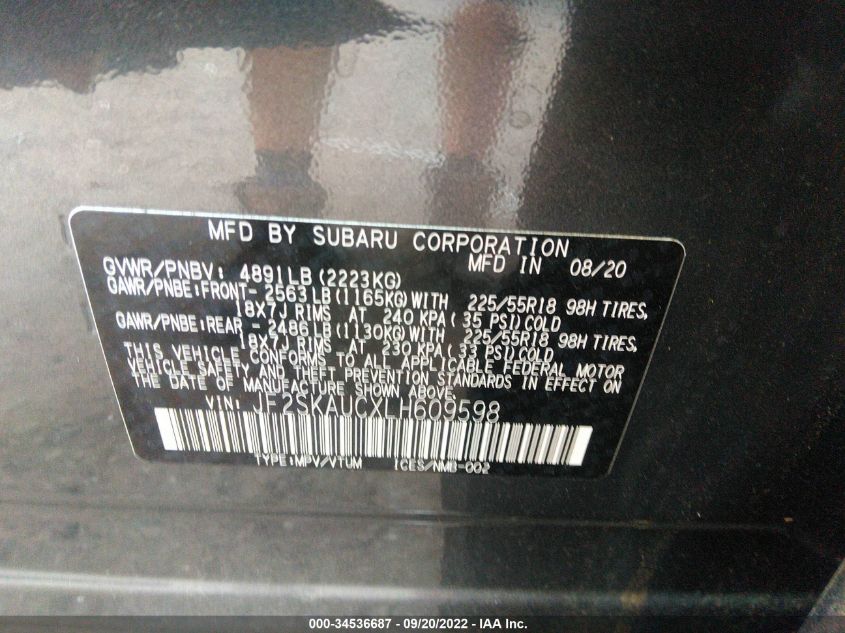 MFD BY SUBARU CORPORATION
MFD IN 08/20
GVWR/PNBV: 4891LB (2223KG)
GAWR/PNBE:FRONT- 2563LB(1165KG)WITH 225/55R18 98H TIRES,
18X7J RIMS AT 240 KPA( 35 PSI)COLD
GAWR/PNBE:REAR -2486LB(1130KG)WITH 225/55R18 98H TIRES,
18X7J RIMS AT 230 KPA( 33 PSI)COLD
THIS VEHICLE CONFORMS TO ALL APPLICABLE FEDERAL MOTOR
VEHICLE SAFETY AND THEFT PREVENTION STANDARDS IN EFFECT ON
THE DATE OF MANUFACTURE SHOWN ABOVE.
VIN: JF2SKAUCXLH609598
TYPE:MPV/VTUM ICES/NMB-002
000-34536687 - 09/20/2022 - IAA Inc.